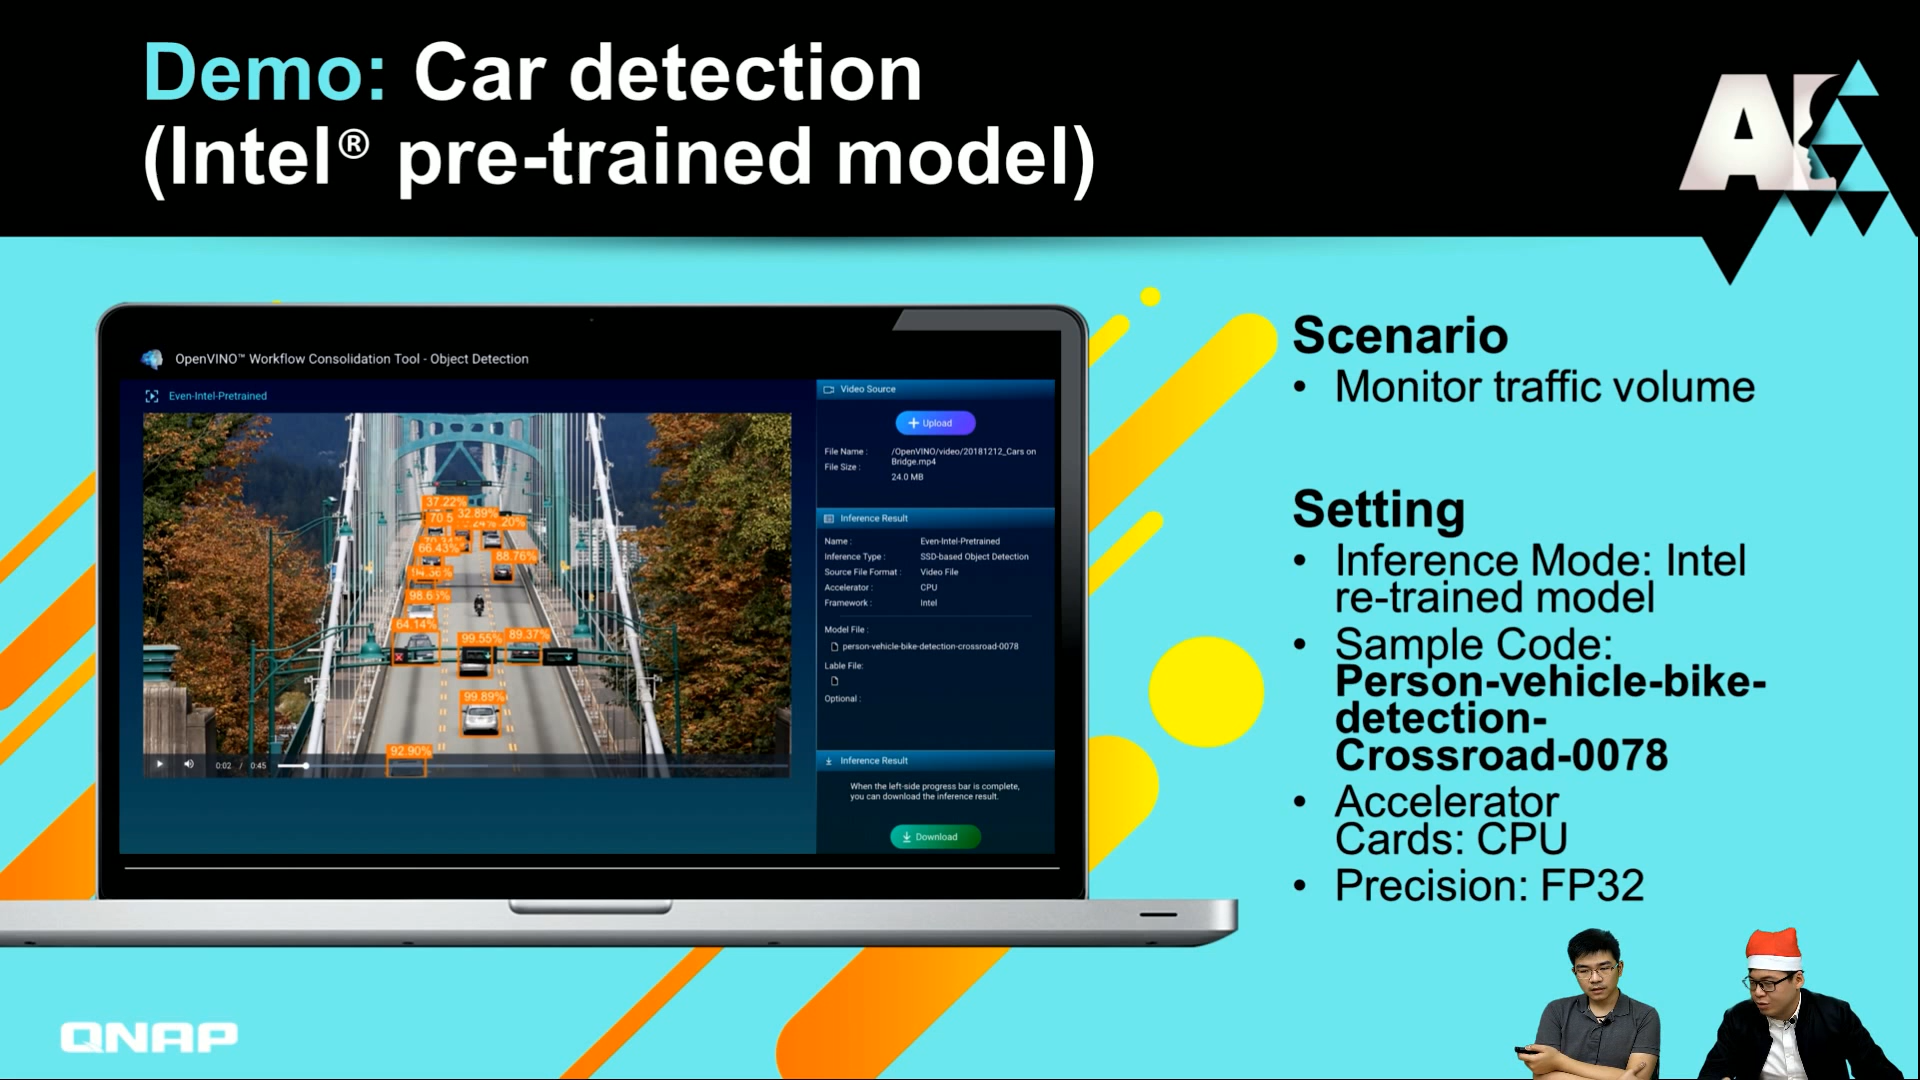 Demo: Car detection
(Intel® pre-trained model)
AI
OpenVINO™ Workflow Consolidation Tool - Object Detection
Even-Intel-Pretrained
37.22%
32.89%
70.5
.20%
66.43%
88.76%
64.14%
99.55%
89.37%
99.89%
92.90%
0:02 / 0:45
Video Source
+ Upload
File Name : /OpenVINO/video/20181212_Cars on
Bridge.mp4
File Size :
24.0 MB
Inference Result
Name : Even-Intel-Pretrained
Inference Type : SSD-based Object Detection
Source File Format : Video File
Accelerator : CPU
Framework : Intel
Model File :
person-vehicle-bike-detection-crossroad-0078
Lable File:
Optional :
Inference Result
When the left-side progress bar is complete,
you can download the inference result.
Download
Scenario
• Monitor traffic volume
Setting
• Inference Mode: Intel
re-trained model
• Sample Code:
Person-vehicle-bike-
detection-
Crossroad-0078
• Accelerator
Cards: CPU
• Precision: FP32
QNAP